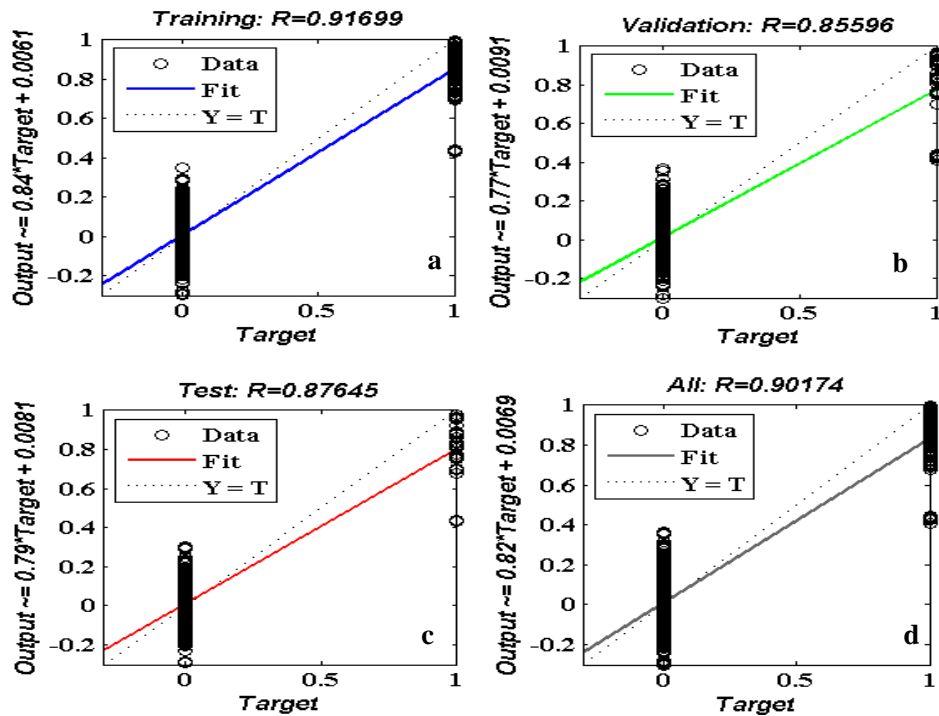 Training: R=0.91699
Output ~= 0.84*Target + 0.0061
1
0.8
0.6
0.4
0.2
0
-0.2
Data
Fit
Y = T
a
0
0.5
1
Target
Validation: R=0.85596
Output ~= 0.77*Target + 0.0091
1
0.8
0.6
0.4
0.2
0
-0.2
Data
Fit
Y = T
b
0
0.5
1
Target
Test: R=0.87645
Output ~= 0.79*Target + 0.0081
1
0.8
0.6
0.4
0.2
0
-0.2
Data
Fit
Y = T
c
0
0.5
1
Target
All: R=0.90174
Output ~= 0.82*Target + 0.0069
1
0.8
0.6
0.4
0.2
0
-0.2
Data
Fit
Y = T
d
0
0.5
1
Target